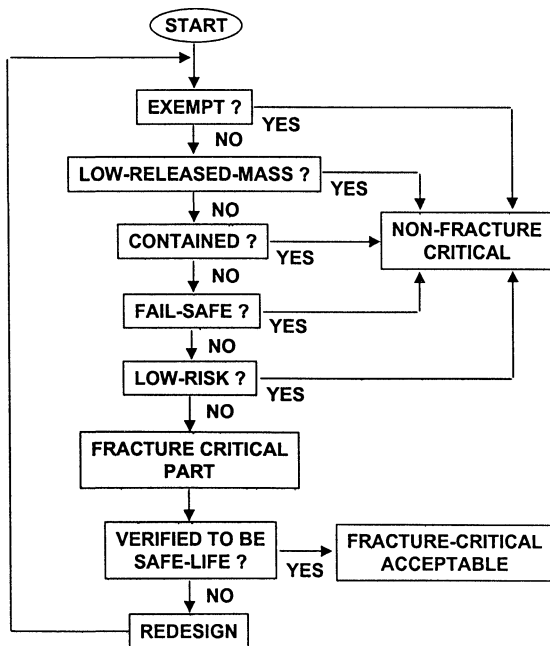 START
EXEMPT ?
YES
NO
LOW-RELEASED-MASS ?
YES
NO
CONTAINED ?
YES
NON-FRACTURE
CRITICAL
NO
FAIL-SAFE ?
YES
NO
LOW-RISK ?
YES
NO
FRACTURE CRITICAL
PART
VERIFIED TO BE
SAFE-LIFE ?
YES
FRACTURE-CRITICAL
ACCEPTABLE
NO
REDESIGN